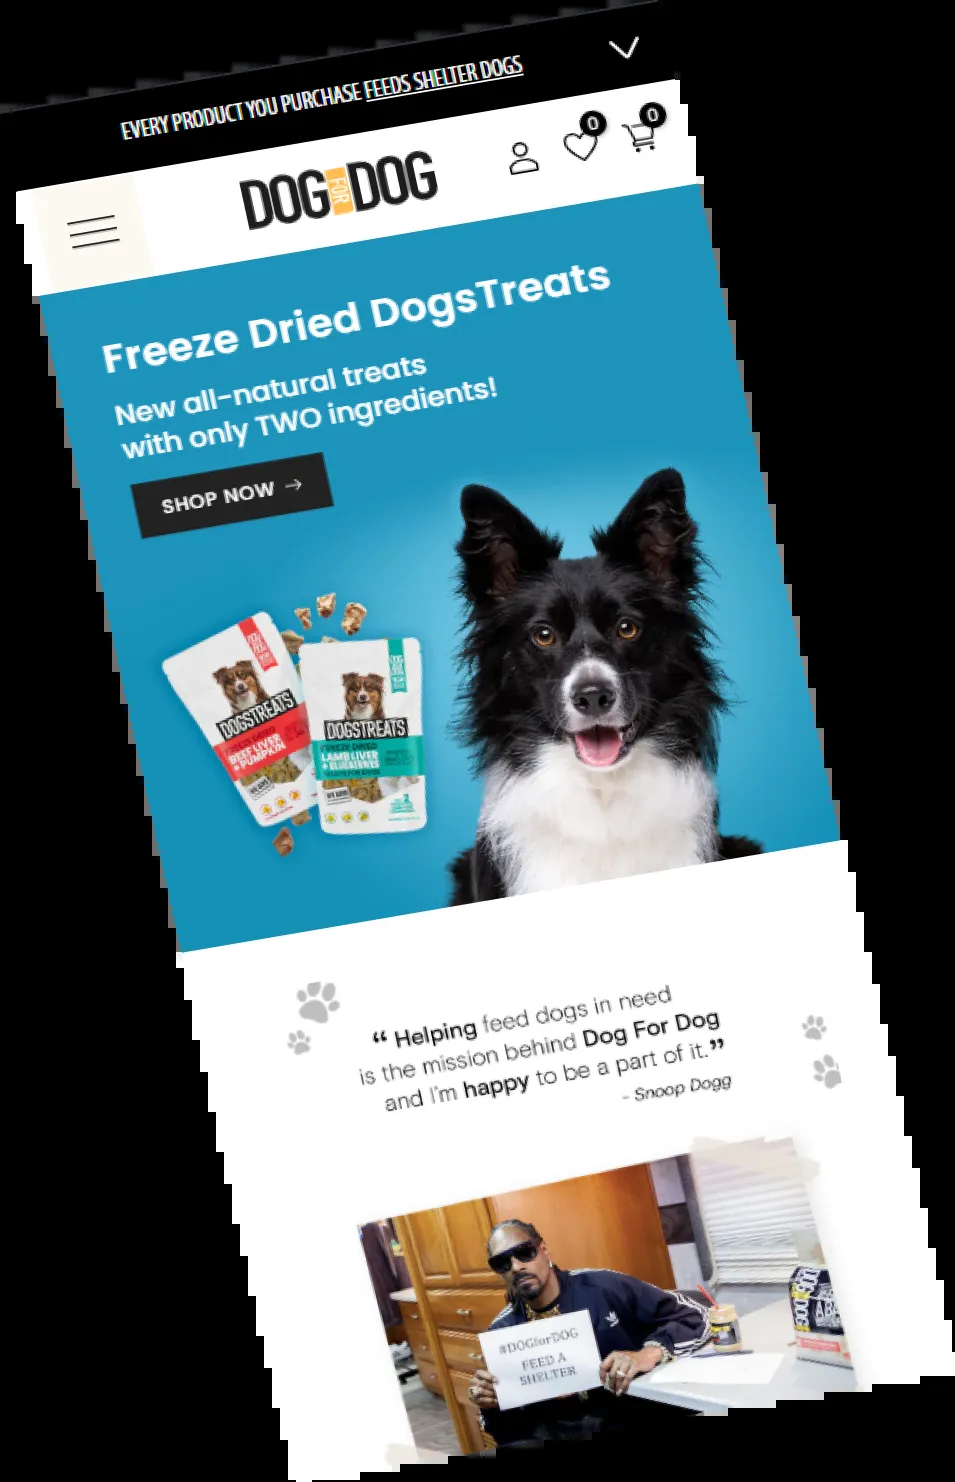 EVERY PRODUCT YOU PURCHASE FEEDS SHELTER DOGS
DOG FOR DOG
0
0
Freeze Dried DogsTreats
New all-natural treats
with only TWO ingredients!
SHOP NOW →
DOGSTREATS
BEEF LIVER
+ PUMPKIN
DOGSTREATS
FREEZE DRIED
LAMB LIVER
+ BLUEBERRIES
“ Helping feed dogs in need
is the mission behind Dog For Dog
and I'm happy to be a part of it.”
- Snoop Dogg
#DOGforDOG
FEED A
SHELTER